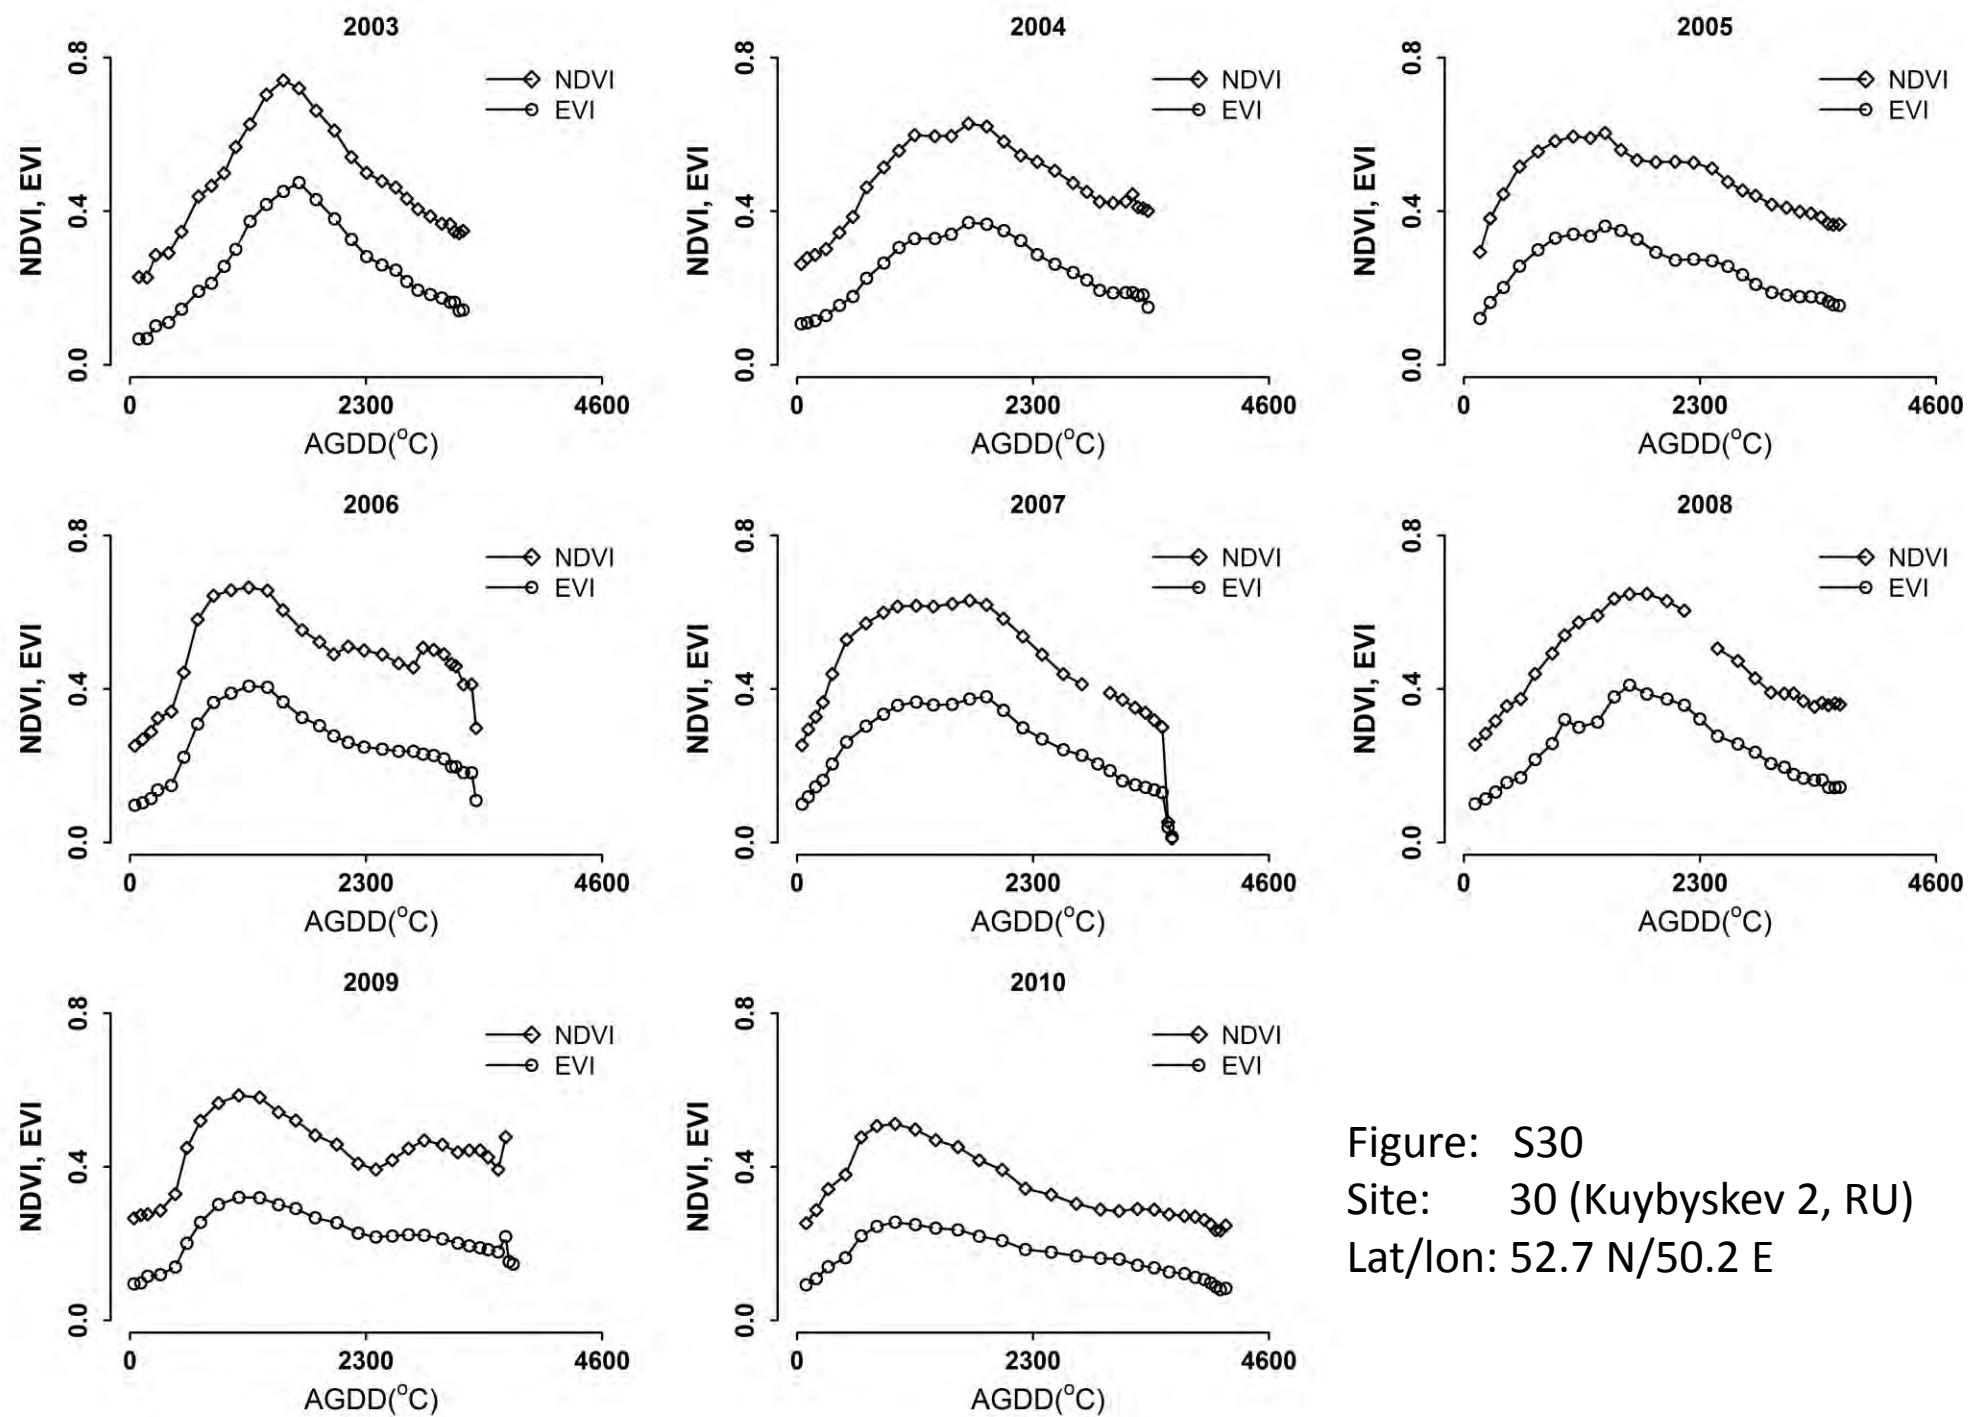 2003
0.8
0.4
0.0
NDVI, EVI
NDVI
EVI
0 2300 4600
AGDD(°C)
2004
0.8
0.4
0.0
NDVI, EVI
NDVI
EVI
0 2300 4600
AGDD(°C)
2005
0.8
0.4
0.0
NDVI, EVI
NDVI
EVI
0 2300 4600
AGDD(°C)
2006
0.8
0.4
0.0
NDVI, EVI
NDVI
EVI
0 2300 4600
AGDD(°C)
2007
0.8
0.4
0.0
NDVI, EVI
NDVI
EVI
0 2300 4600
AGDD(°C)
2008
0.8
0.4
0.0
NDVI, EVI
NDVI
EVI
0 2300 4600
AGDD(°C)
2009
0.8
0.4
0.0
NDVI, EVI
NDVI
EVI
0 2300 4600
AGDD(°C)
2010
0.8
0.4
0.0
NDVI, EVI
NDVI
EVI
0 2300 4600
AGDD(°C)
Figure: S30
Site: 30 (Kuybyskev 2, RU)
Lat/lon: 52.7 N/50.2 E